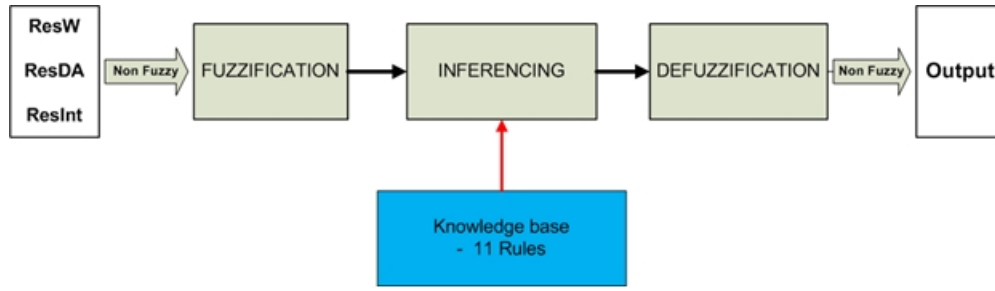 ResW
ResDA
ResInt
Non Fuzzy
FUZZIFICATION
INFERENCING
DEFUZZIFICATION
Non Fuzzy
Output
Knowledge base
- 11 Rules